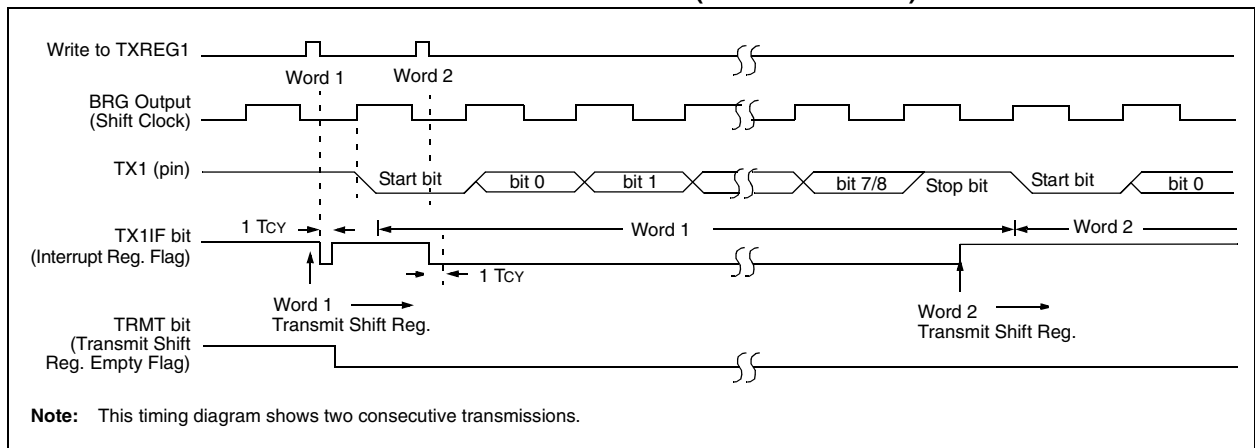 Write to TXREG1
Word 1
Word 2
BRG Output
(Shift Clock)
TX1 (pin)
Start bit
bit 0
bit 1
bit 7/8
Stop bit
Start bit
bit 0
1 TCY
Word 1
Word 2
TX1IF bit
(Interrupt Reg. Flag)
1 TCY
Word 1
Transmit Shift Reg.
Word 2
Transmit Shift Reg.
TRMT bit
(Transmit Shift
Reg. Empty Flag)
Note: This timing diagram shows two consecutive transmissions.